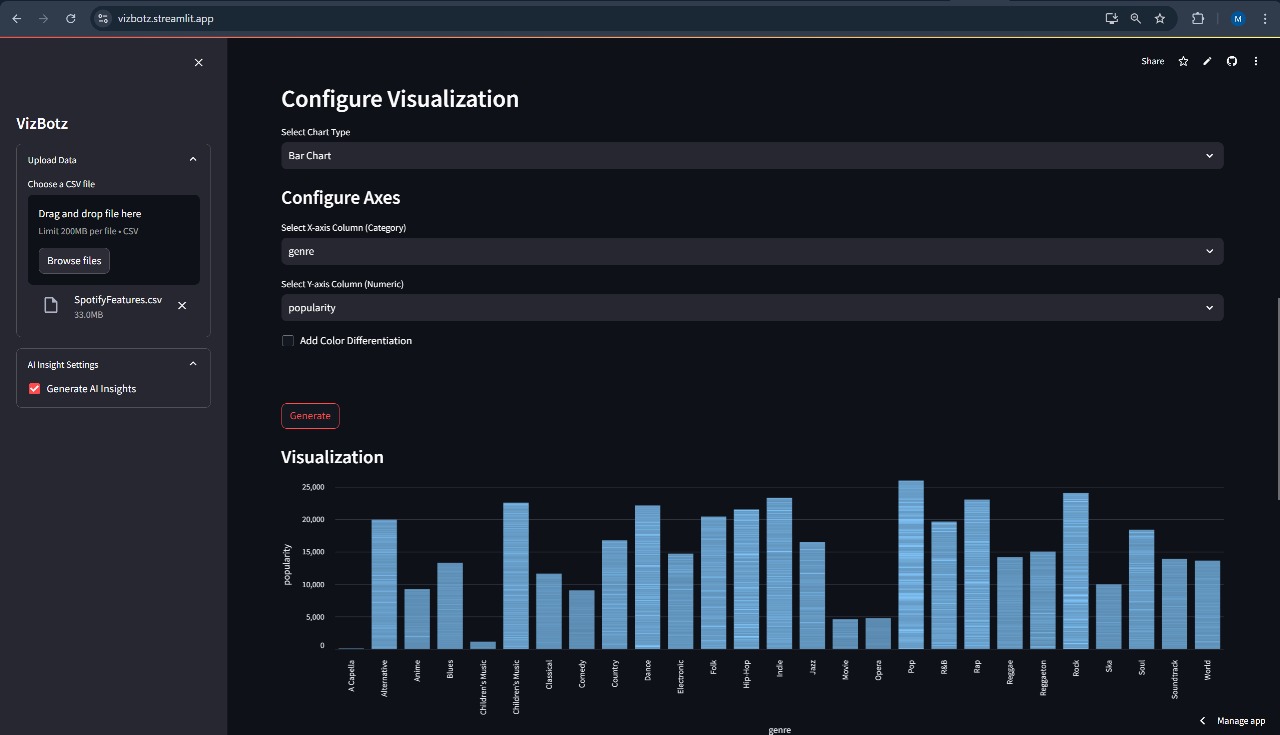 vizbotz.streamlit.app
M
Share
VizBotz
Upload Data
Choose a CSV file
Drag and drop file here
Limit 200MB per file • CSV
Browse files
SpotifyFeatures.csv
33.0MB
AI Insight Settings
Generate AI Insights
Configure Visualization
Select Chart Type
Bar Chart
Configure Axes
Select X-axis Column (Category)
genre
Select Y-axis Column (Numeric)
popularity
Add Color Differentiation
Generate
Visualization
25,000
20,000
15,000
10,000
5,000
0
popularity
A Capella
Alternative
Anime
Blues
Children's Music
Children’s Music
Classical
Comedy
Country
Dance
Electronic
Folk
Hip-Hop
Indie
Jazz
Movie
Opera
Pop
R&B
Rap
Reggae
Reggaeton
Rock
Ska
Soul
Soundtrack
World
genre
Manage app